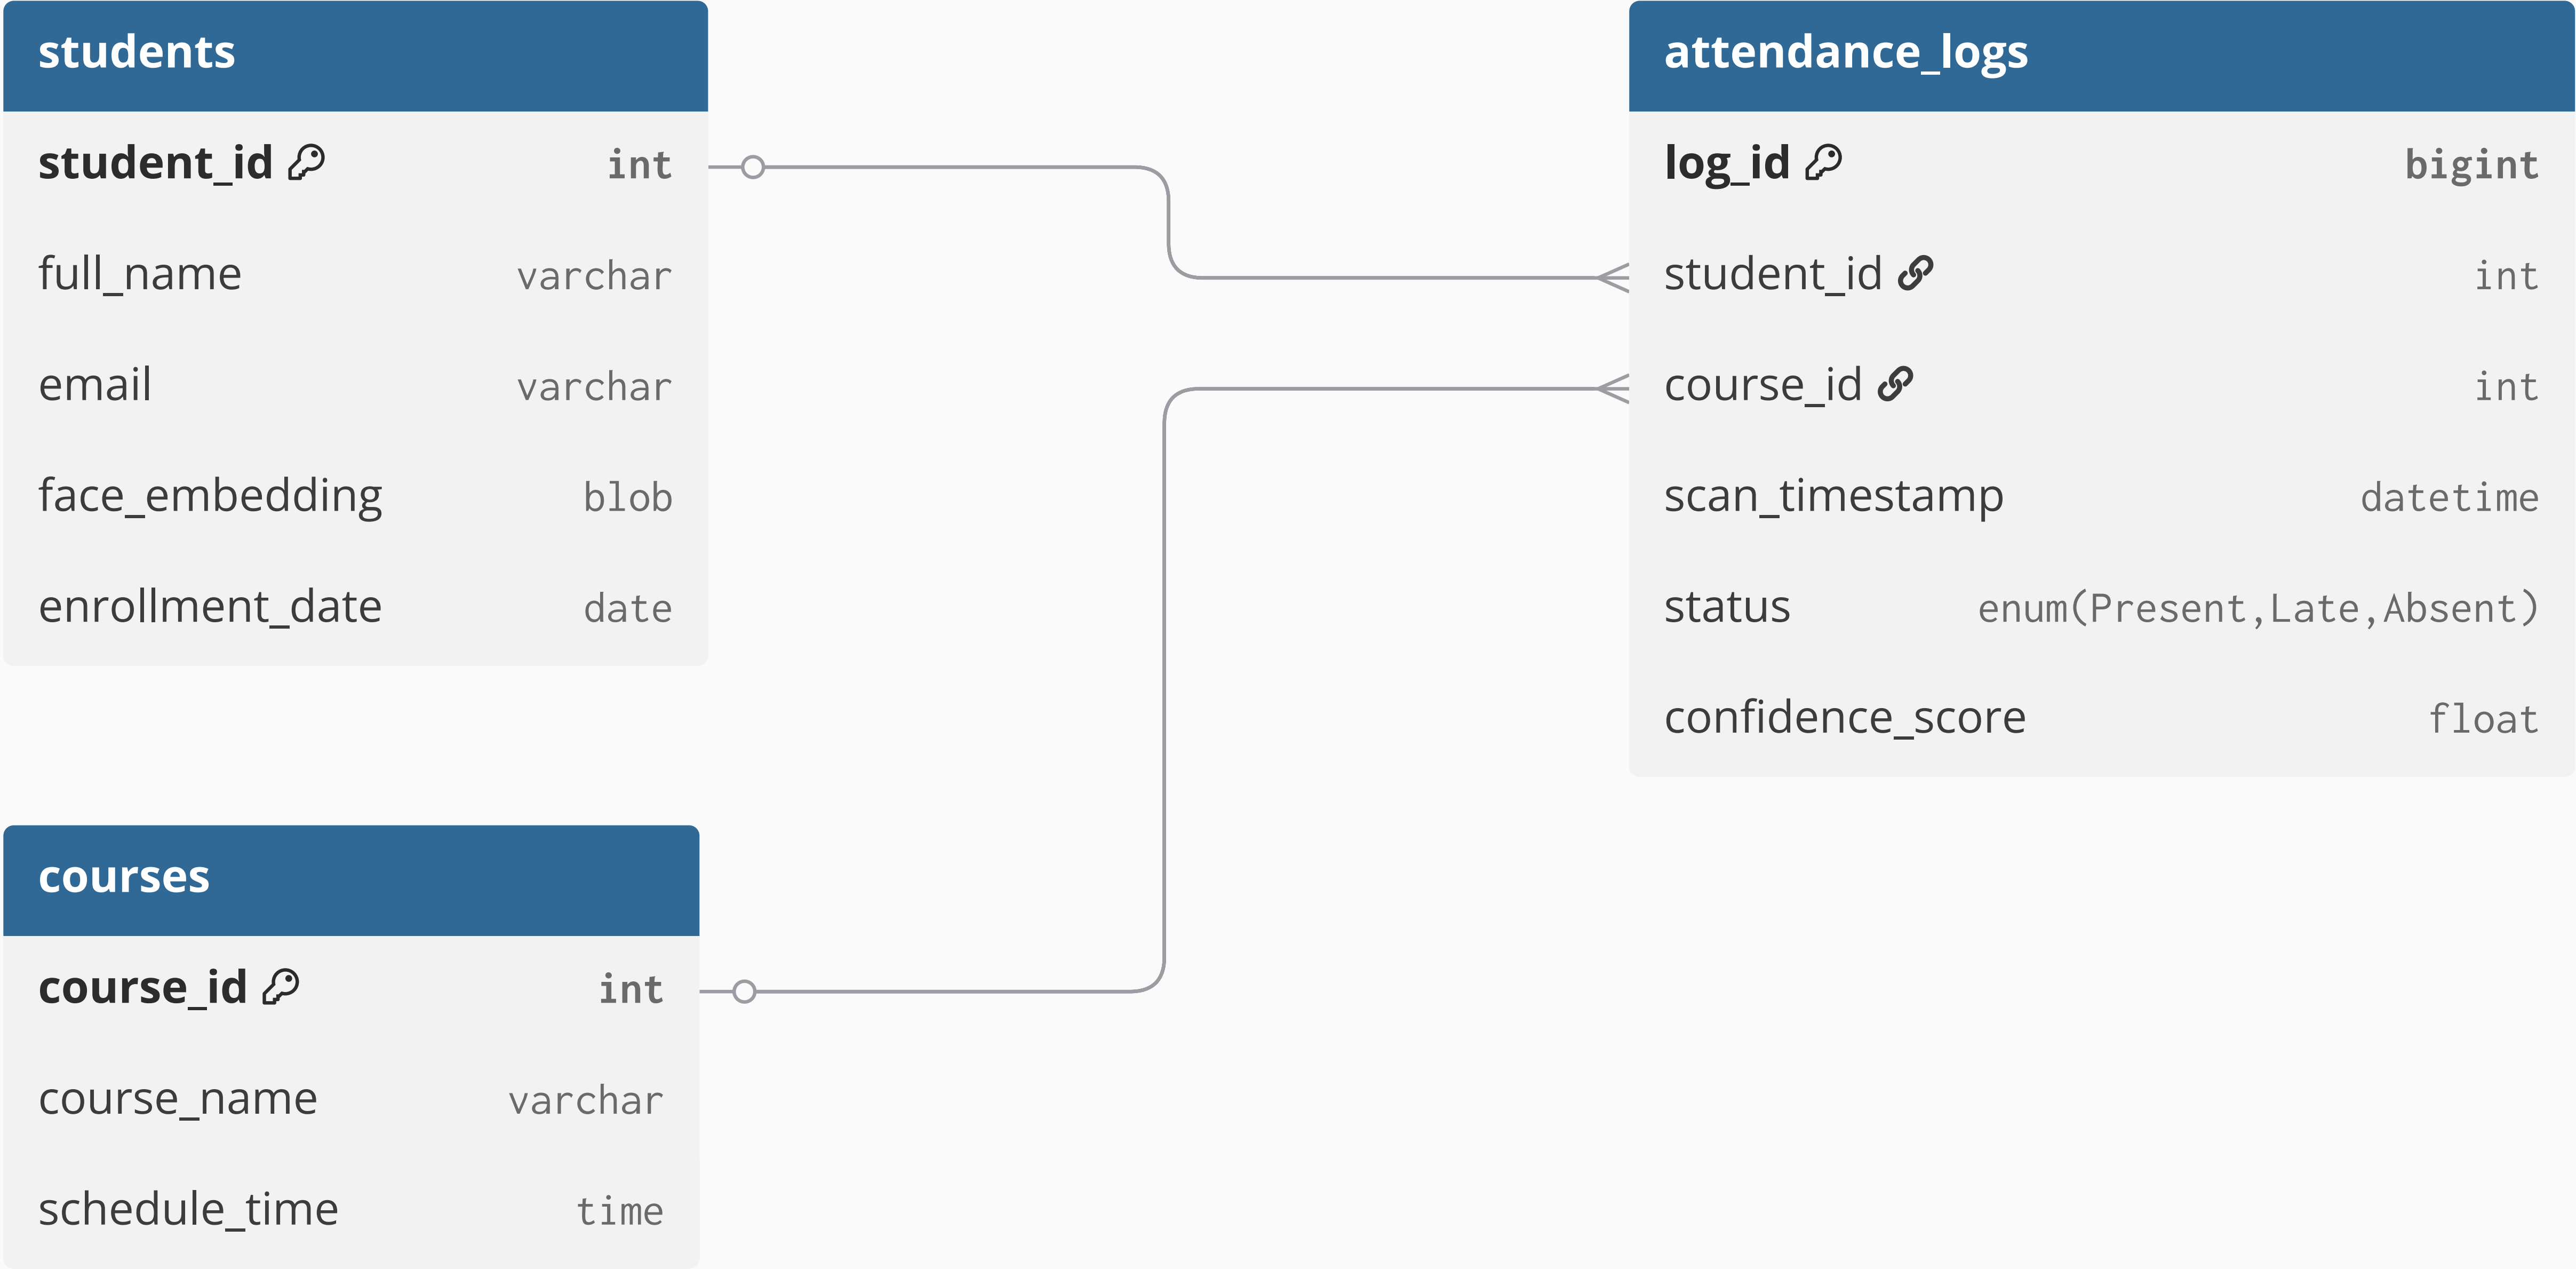 students
student_id int
full_name varchar
email varchar
face_embedding blob
enrollment_date date
attendance_logs
log_id bigint
student_id int
course_id int
scan_timestamp datetime
status enum(Present,Late,Absent)
confidence_score float
courses
course_id int
course_name varchar
schedule_time time